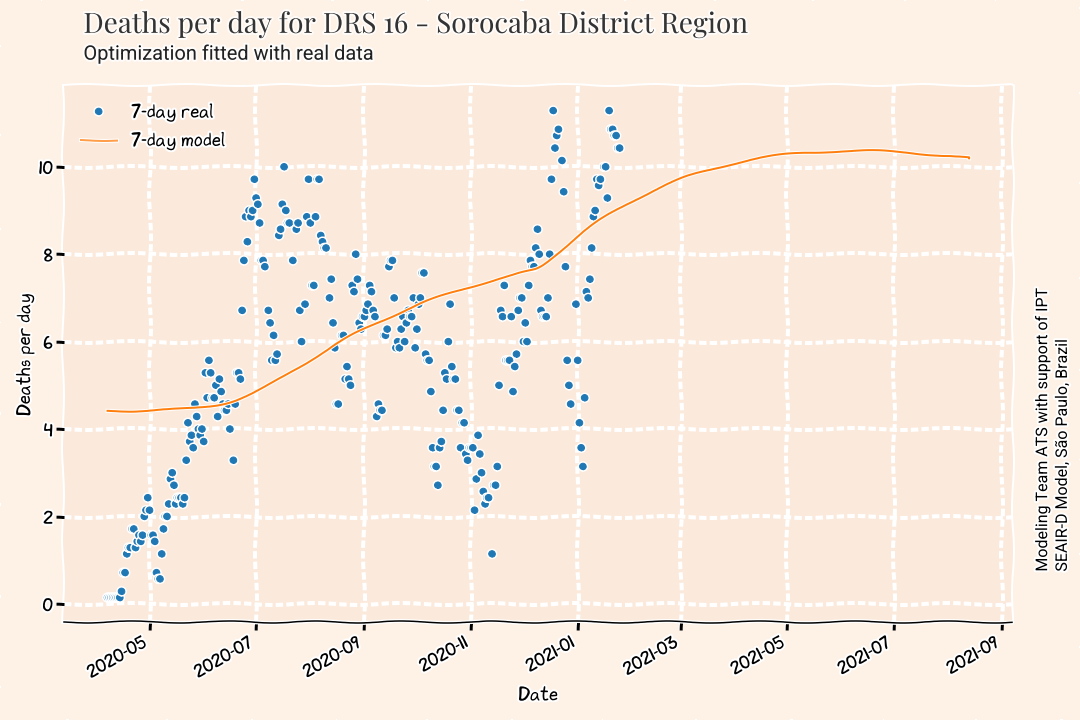 Deaths per day for DRS 16 - Sorocaba District Region
Optimization fitted with real data
7-day real
7-day model
10
8
6
4
2
0
Deaths per day
2020-05
2020-07
2020-09
2020-11
2021-01
2021-03
2021-05
2021-07
2021-09
Date
Modeling Team ATS with support of IPT
SEAIR-D Model, São Paulo, Brazil